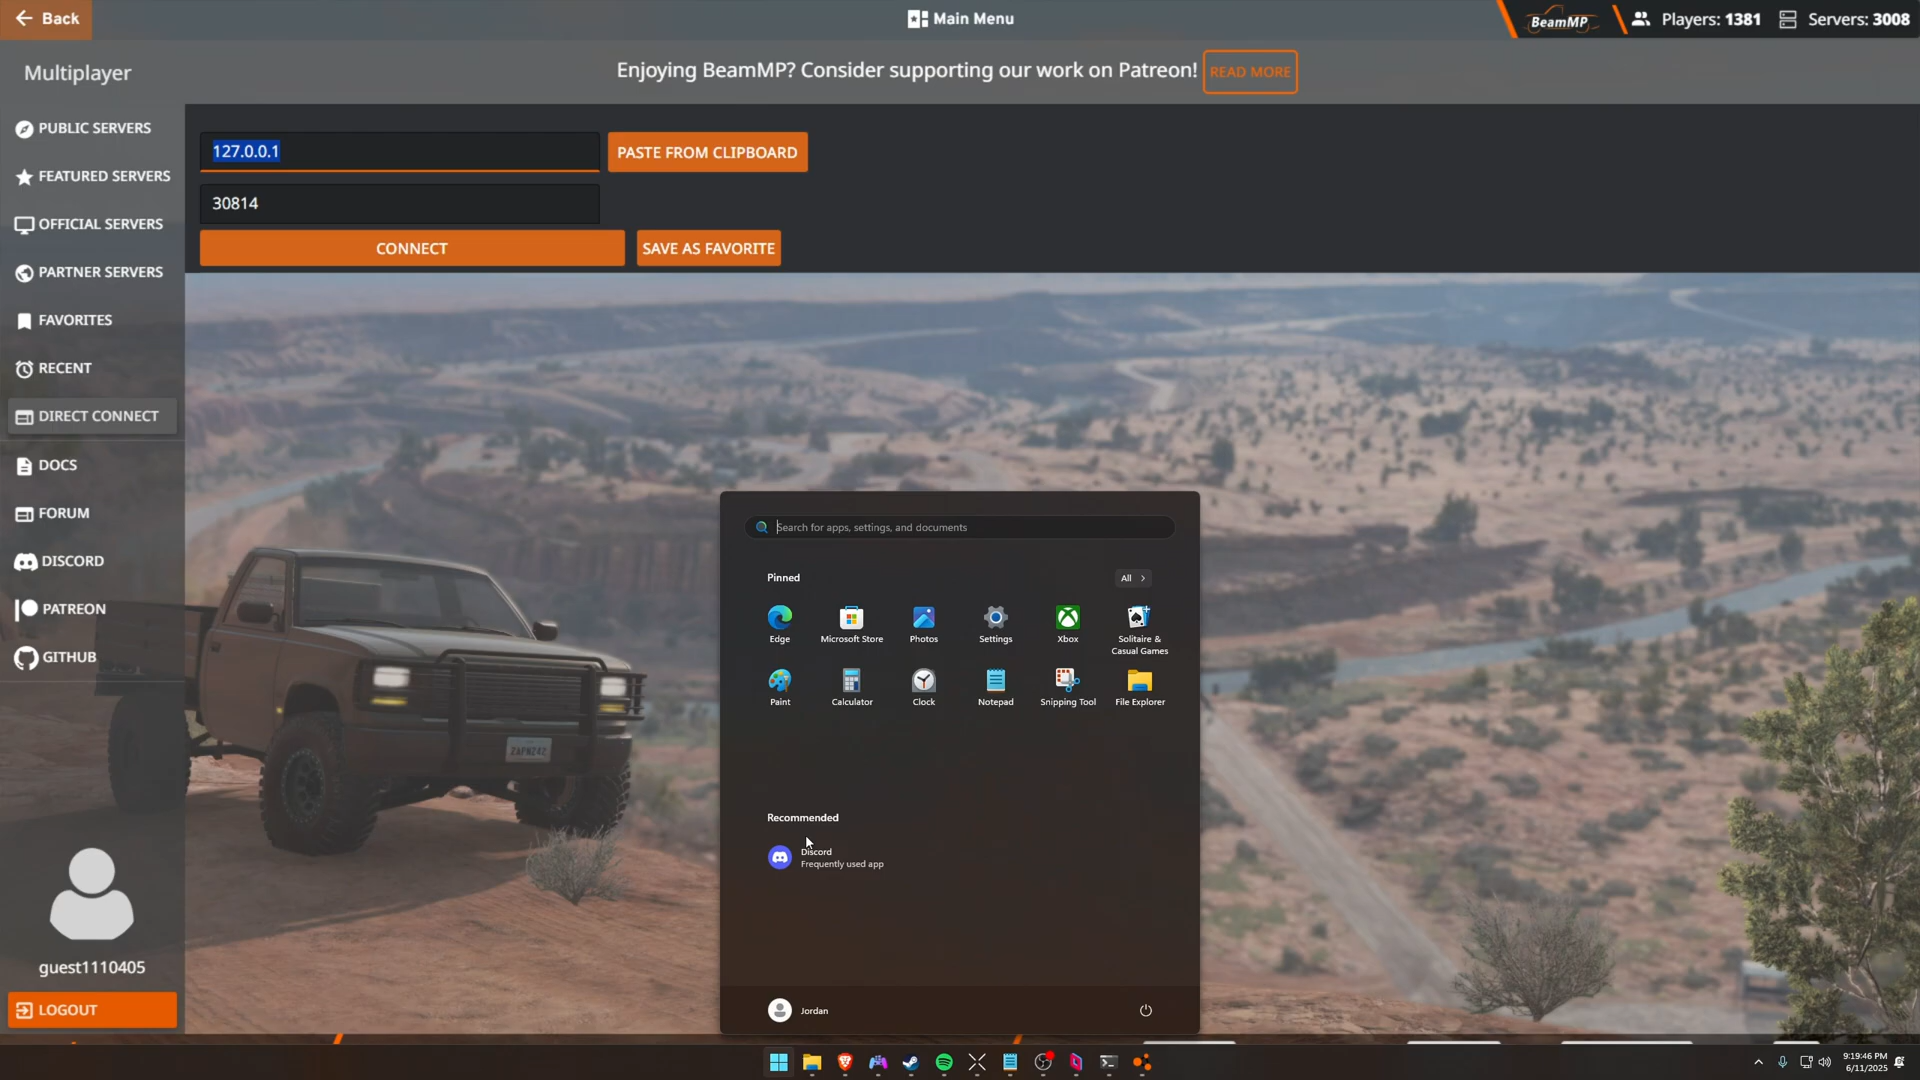 Back
Main Menu
BeamMP
Players: 1381
Servers: 3008
Multiplayer
Enjoying BeamMP? Consider supporting our work on Patreon!
READ MORE
PUBLIC SERVERS
FEATURED SERVERS
OFFICIAL SERVERS
PARTNER SERVERS
FAVORITES
RECENT
DIRECT CONNECT
DOCS
FORUM
DISCORD
PATREON
GITHUB
guest1110405
LOGOUT
127.0.0.1
PASTE FROM CLIPBOARD
30814
CONNECT
SAVE AS FAVORITE
Search for apps, settings, and documents
Pinned
All
Edge
Microsoft Store
Photos
Settings
Xbox
Solitaire &
Casual Games
Paint
Calculator
Clock
Notepad
Snipping Tool
File Explorer
Recommended
Discord
Frequently used app
Jordan
9:19:46 PM
6/11/2025